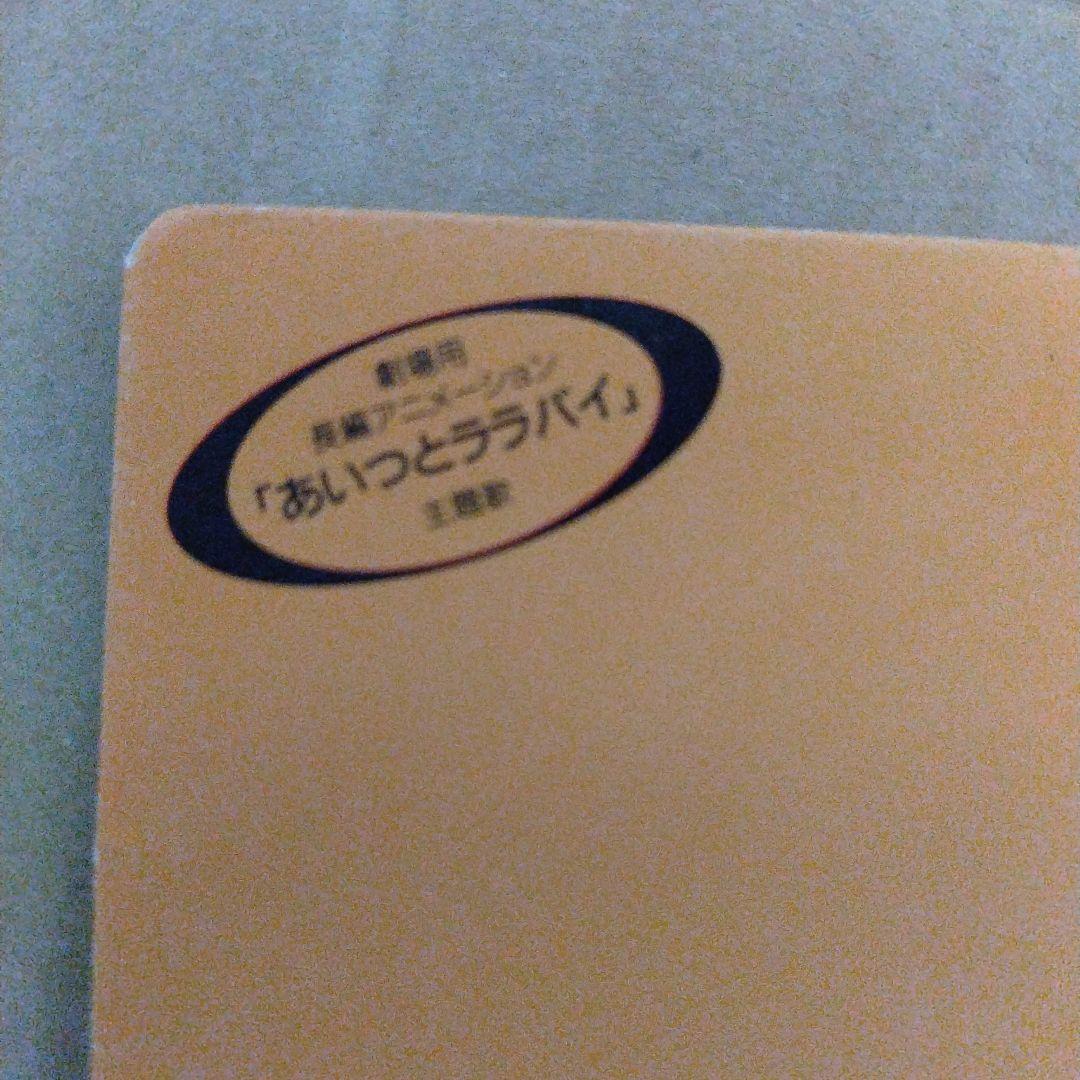 劇場用
長編アニメーション
「あいつとララバイ」
主題歌